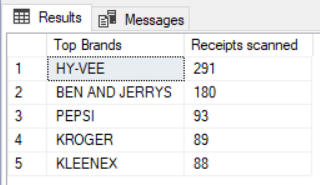 Results Messages
Top Brands Receipts scanned
1 HY-VEE 291
2 BEN AND JERRYS 180
3 PEPSI 93
4 KROGER 89
5 KLEENEX 88